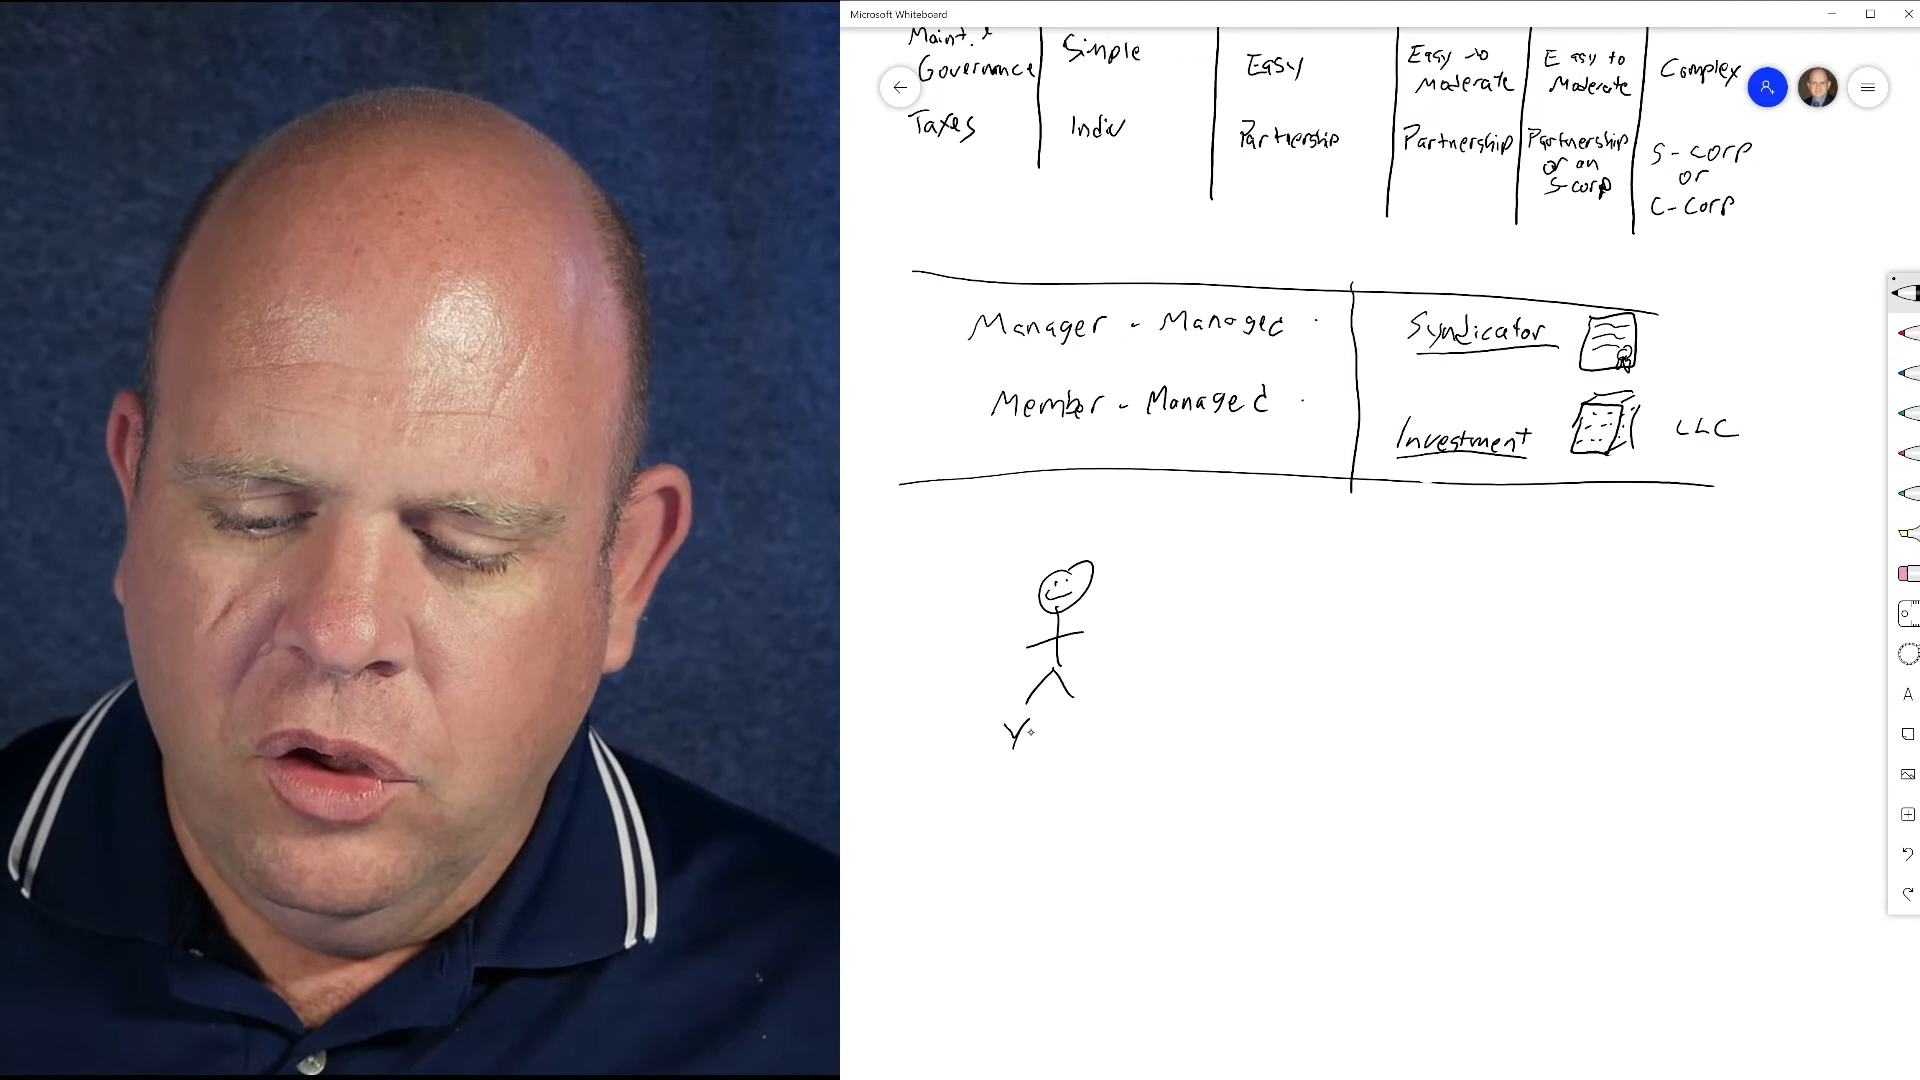 Microsoft Whiteboard
Maint. &
Governance
Simple
Easy
Easy to
Moderate
Easy to
Moderate
Complex
Taxes
Indiv
Partnership
Partnership
Partnership
or an
S-corp
S-corp
or
C-Corp
Manager - Managed
Syndicator
Member - Managed
Investment
LLC
Y
A